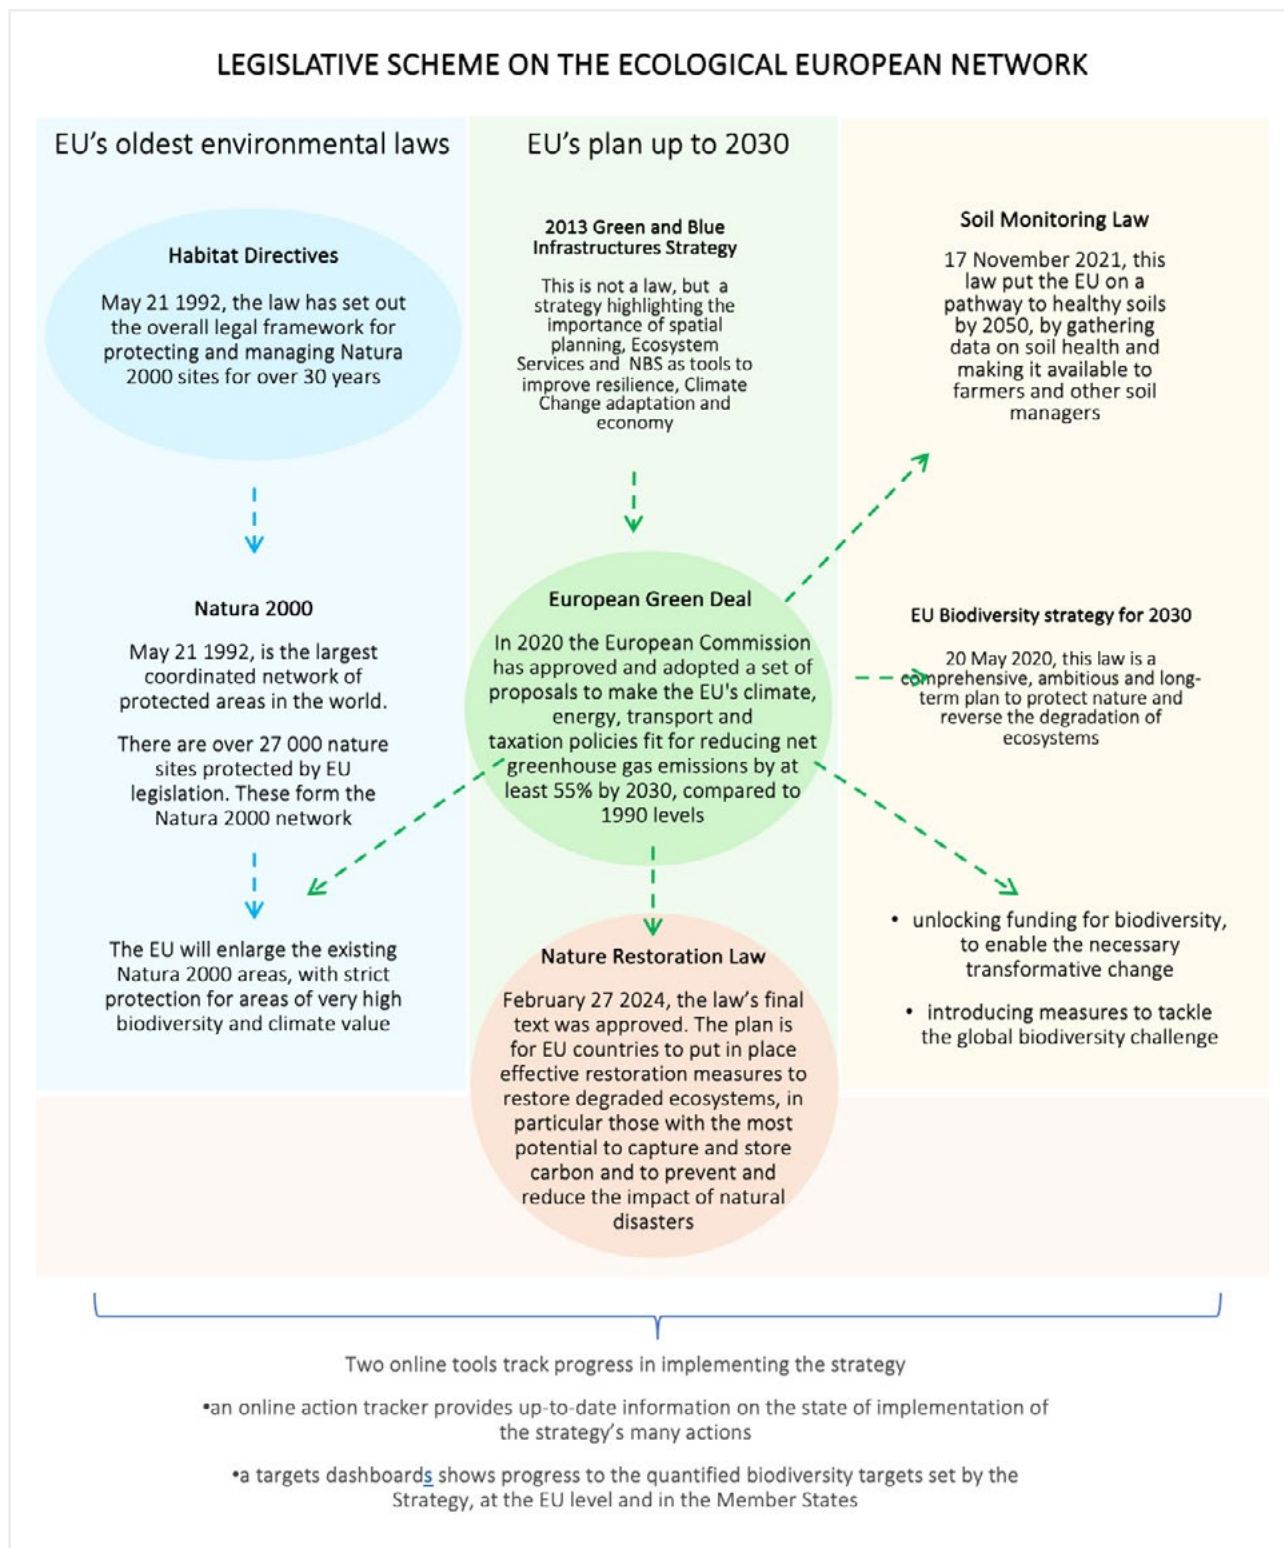 LEGISLATIVE SCHEME ON THE ECOLOGICAL EUROPEAN NETWORK
EU’s oldest environmental laws
Habitat Directives
May 21 1992, the law has set out
the overall legal framework for
protecting and managing Natura
2000 sites for over 30 years
Natura 2000
May 21 1992, is the largest
coordinated network of
protected areas in the world.
There are over 27 000 nature
sites protected by EU
legislation. These form the
Natura 2000 network
The EU will enlarge the existing
Natura 2000 areas, with strict
protection for areas of very high
biodiversity and climate value
EU’s plan up to 2030
2013 Green and Blue
Infrastructures Strategy
This is not a law, but a
strategy highlighting the
importance of spatial
planning, Ecosystem
Services and NBS as tools to
improve resilience, Climate
Change adaptation and
economy
European Green Deal
In 2020 the European Commission
has approved and adopted a set of
proposals to make the EU's climate,
energy, transport and
taxation policies fit for reducing net
greenhouse gas emissions by at
least 55% by 2030, compared to
1990 levels
Nature Restoration Law
February 27 2024, the law’s final
text was approved. The plan is
for EU countries to put in place
effective restoration measures to
restore degraded ecosystems, in
particular those with the most
potential to capture and store
carbon and to prevent and
reduce the impact of natural
disasters
Soil Monitoring Law
17 November 2021, this
law put the EU on a
pathway to healthy soils
by 2050, by gathering
data on soil health and
making it available to
farmers and other soil
managers
EU Biodiversity strategy for 2030
20 May 2020, this law is a
comprehensive, ambitious and long-
term plan to protect nature and
reverse the degradation of
ecosystems
• unlocking funding for biodiversity,
to enable the necessary
transformative change
• introducing measures to tackle
the global biodiversity challenge
Two online tools track progress in implementing the strategy
•an online action tracker provides up-to-date information on the state of implementation of
the strategy’s many actions
•a targets dashboards shows progress to the quantified biodiversity targets set by the
Strategy, at the EU level and in the Member States